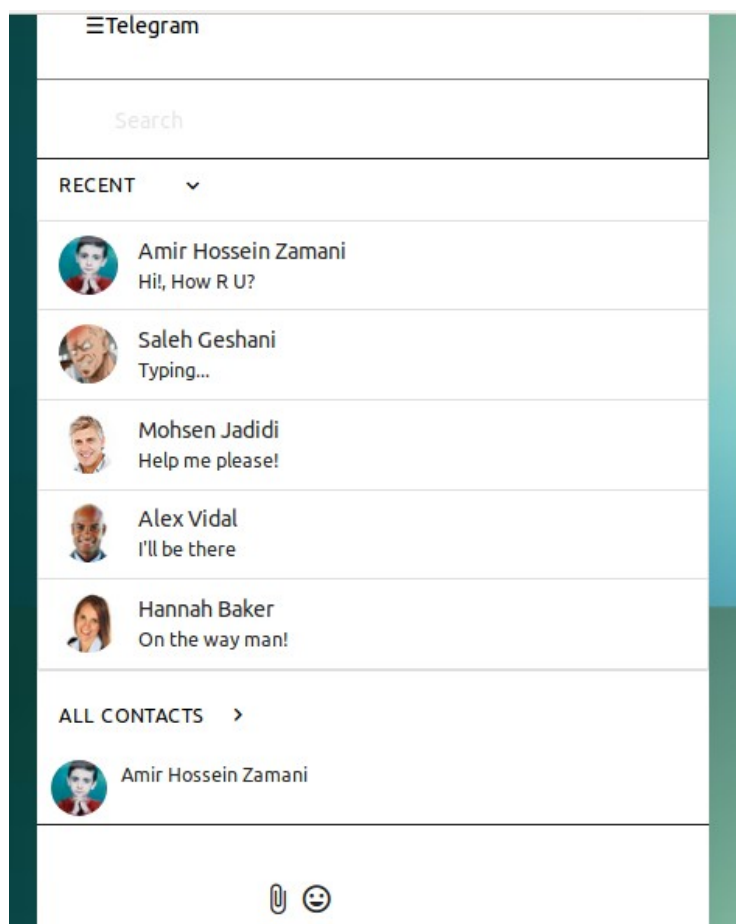 ☰Telegram
Search
RECENT
Amir Hossein Zamani
Hi!, How R U?
Saleh Geshani
Typing...
Mohsen Jadidi
Help me please!
Alex Vidal
I'll be there
Hannah Baker
On the way man!
ALL CONTACTS
Amir Hossein Zamani